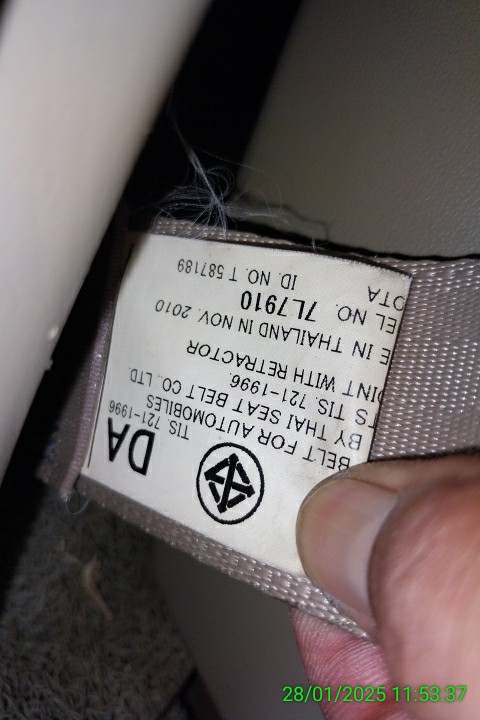 DA
TIS 721-1996
BELT FOR AUTOMOBILES
BY THAI SEAT BELT CO., LTD.
TS TIS. 721-1996.
OINT WITH RETRACTOR
E IN THAILAND IN NOV. 2010
EL NO. 7L7910
OTA ID. NO. T 587189
28/01/2025 11:53:37